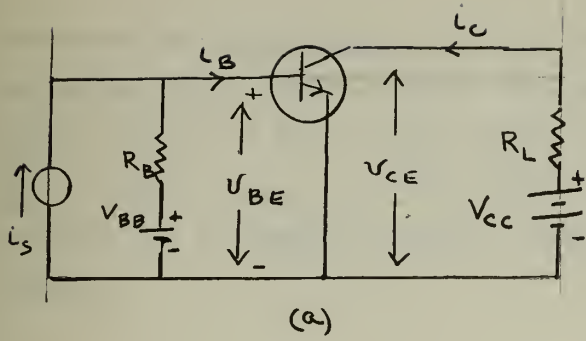 i_C
i_B
+
R_B
V_BB
+
-
i_s
v_BE
-
v_CE
R_L
V_CC
+
-
(a)